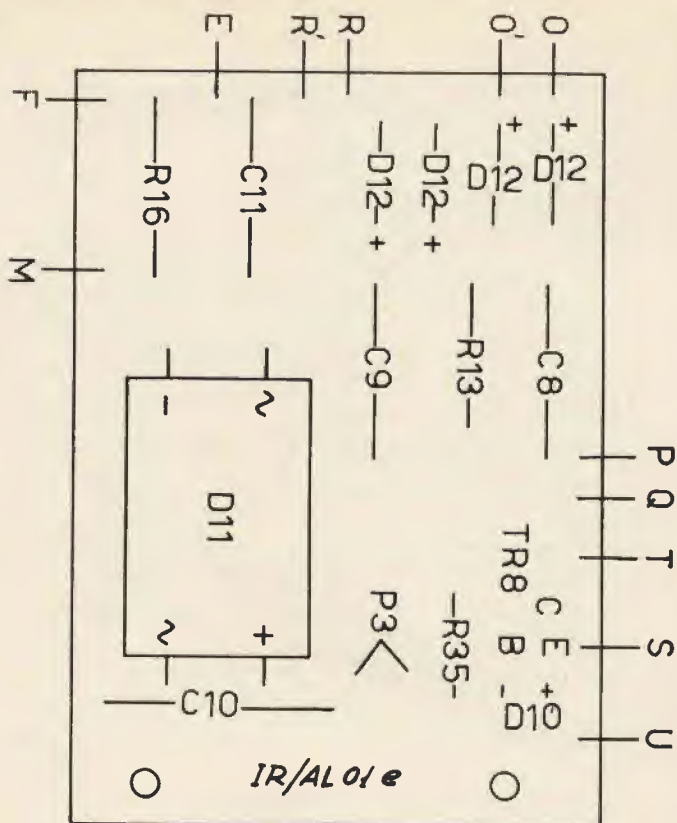 E
R'
R
O'
O
F
M
R16
C11
-D12-+
-D12-+
+
D12
+
D12
C9
R13
C8
P
Q
T
S
U
- ~
D11
~ +
C10
P3
-R35-
TR8
C
B E
- +
D10
IR/AL 01 e